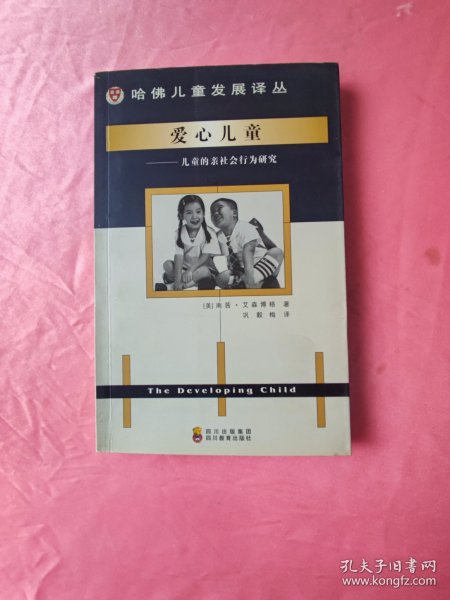 哈佛儿童发展译丛
爱心儿童
——儿童的亲社会行为研究
[美]南茜·艾森博格 著
巩毅梅 译
The Developing Child
四川出版集团
四川教育出版社
孔夫子旧书网
www.kongfz.com